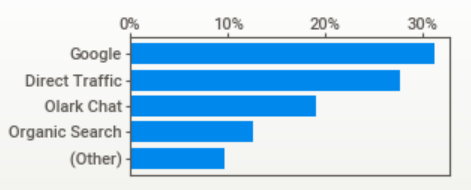 0% 10% 20% 30%
Google
Direct Traffic
Olark Chat
Organic Search
(Other)